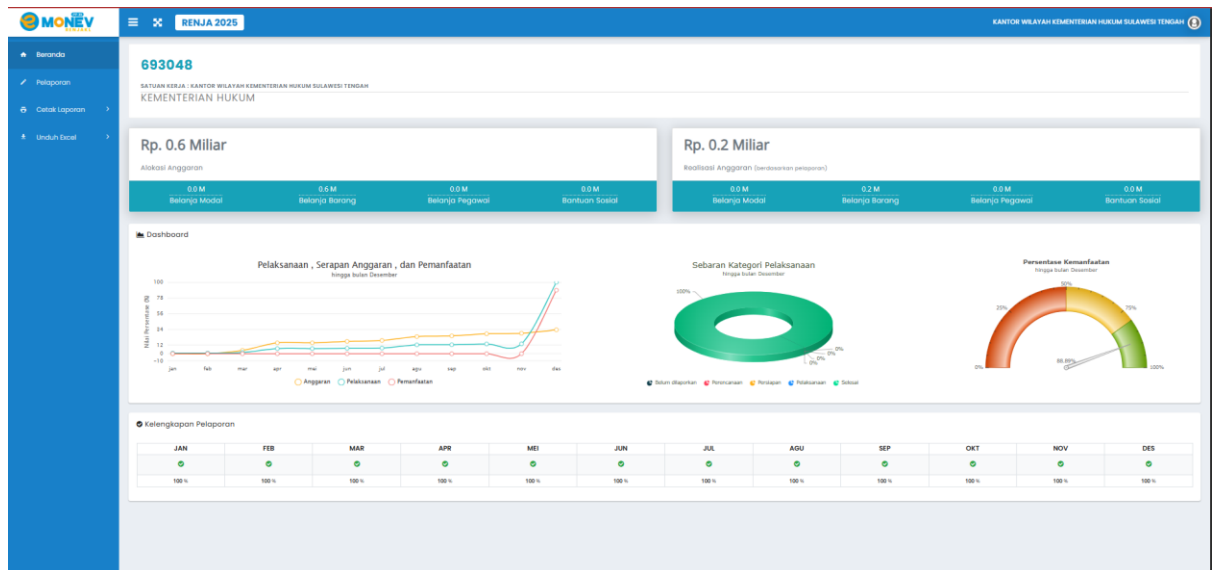 MONEV
RENJA 2025
KANTOR WILAYAH KEMENTERIAN HUKUM SULAWESI TENGAH
Beranda
Pelaporan
Cetak Laporan
Unduh Excel
693048
SATUAN KERJA : KANTOR WILAYAH KEMENTERIAN HUKUM SULAWESI TENGAH
KEMENTERIAN HUKUM
Rp. 0.6 Miliar
Alokasi Anggaran
0.0 M 0.6 M 0.0 M 0.0 M
Belanja Modal Belanja Barang Belanja Pegawai Bantuan Sosial
Rp. 0.2 Miliar
Realisasi Anggaran (berdasarkan pelaporan)
0.0 M 0.2 M 0.0 M 0.0 M
Belanja Modal Belanja Barang Belanja Pegawai Bantuan Sosial
Dashboard
Pelaksanaan , Serapan Anggaran , dan Pemanfaatan
hingga bulan Desember
Nilai Persentase (%)
100
78
56
34
12
0
-10
jan feb mar apr mei jun jul agu sep okt nov des
Anggaran Pelaksanaan Pemanfaatan
Sebaran Kategori Pelaksanaan
hingga bulan Desember
100%
0%
0%
0%
0%
Belum dilaporkan Perencanaan Persiapan Pelaksanaan Selesai
Persentase Kemanfaatan
hingga bulan Desember
50%
25%
75%
88.89%
0%
100%
Kelengkapan Pelaporan
JAN FEB MAR APR MEI JUN JUL AGU SEP OKT NOV DES
100 % 100 % 100 % 100 % 100 % 100 % 100 % 100 % 100 % 100 % 100 % 100 %